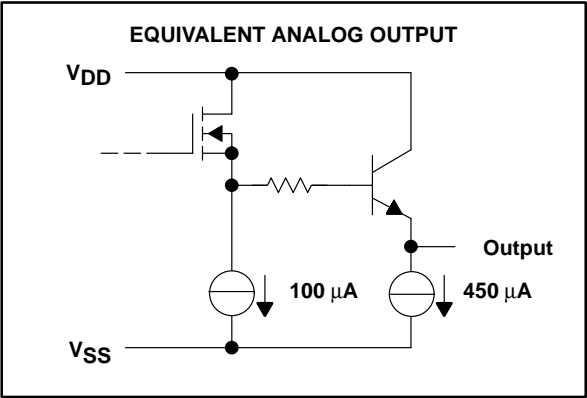 EQUIVALENT ANALOG OUTPUT
VDD
Output
100 μA
450 μA
VSS